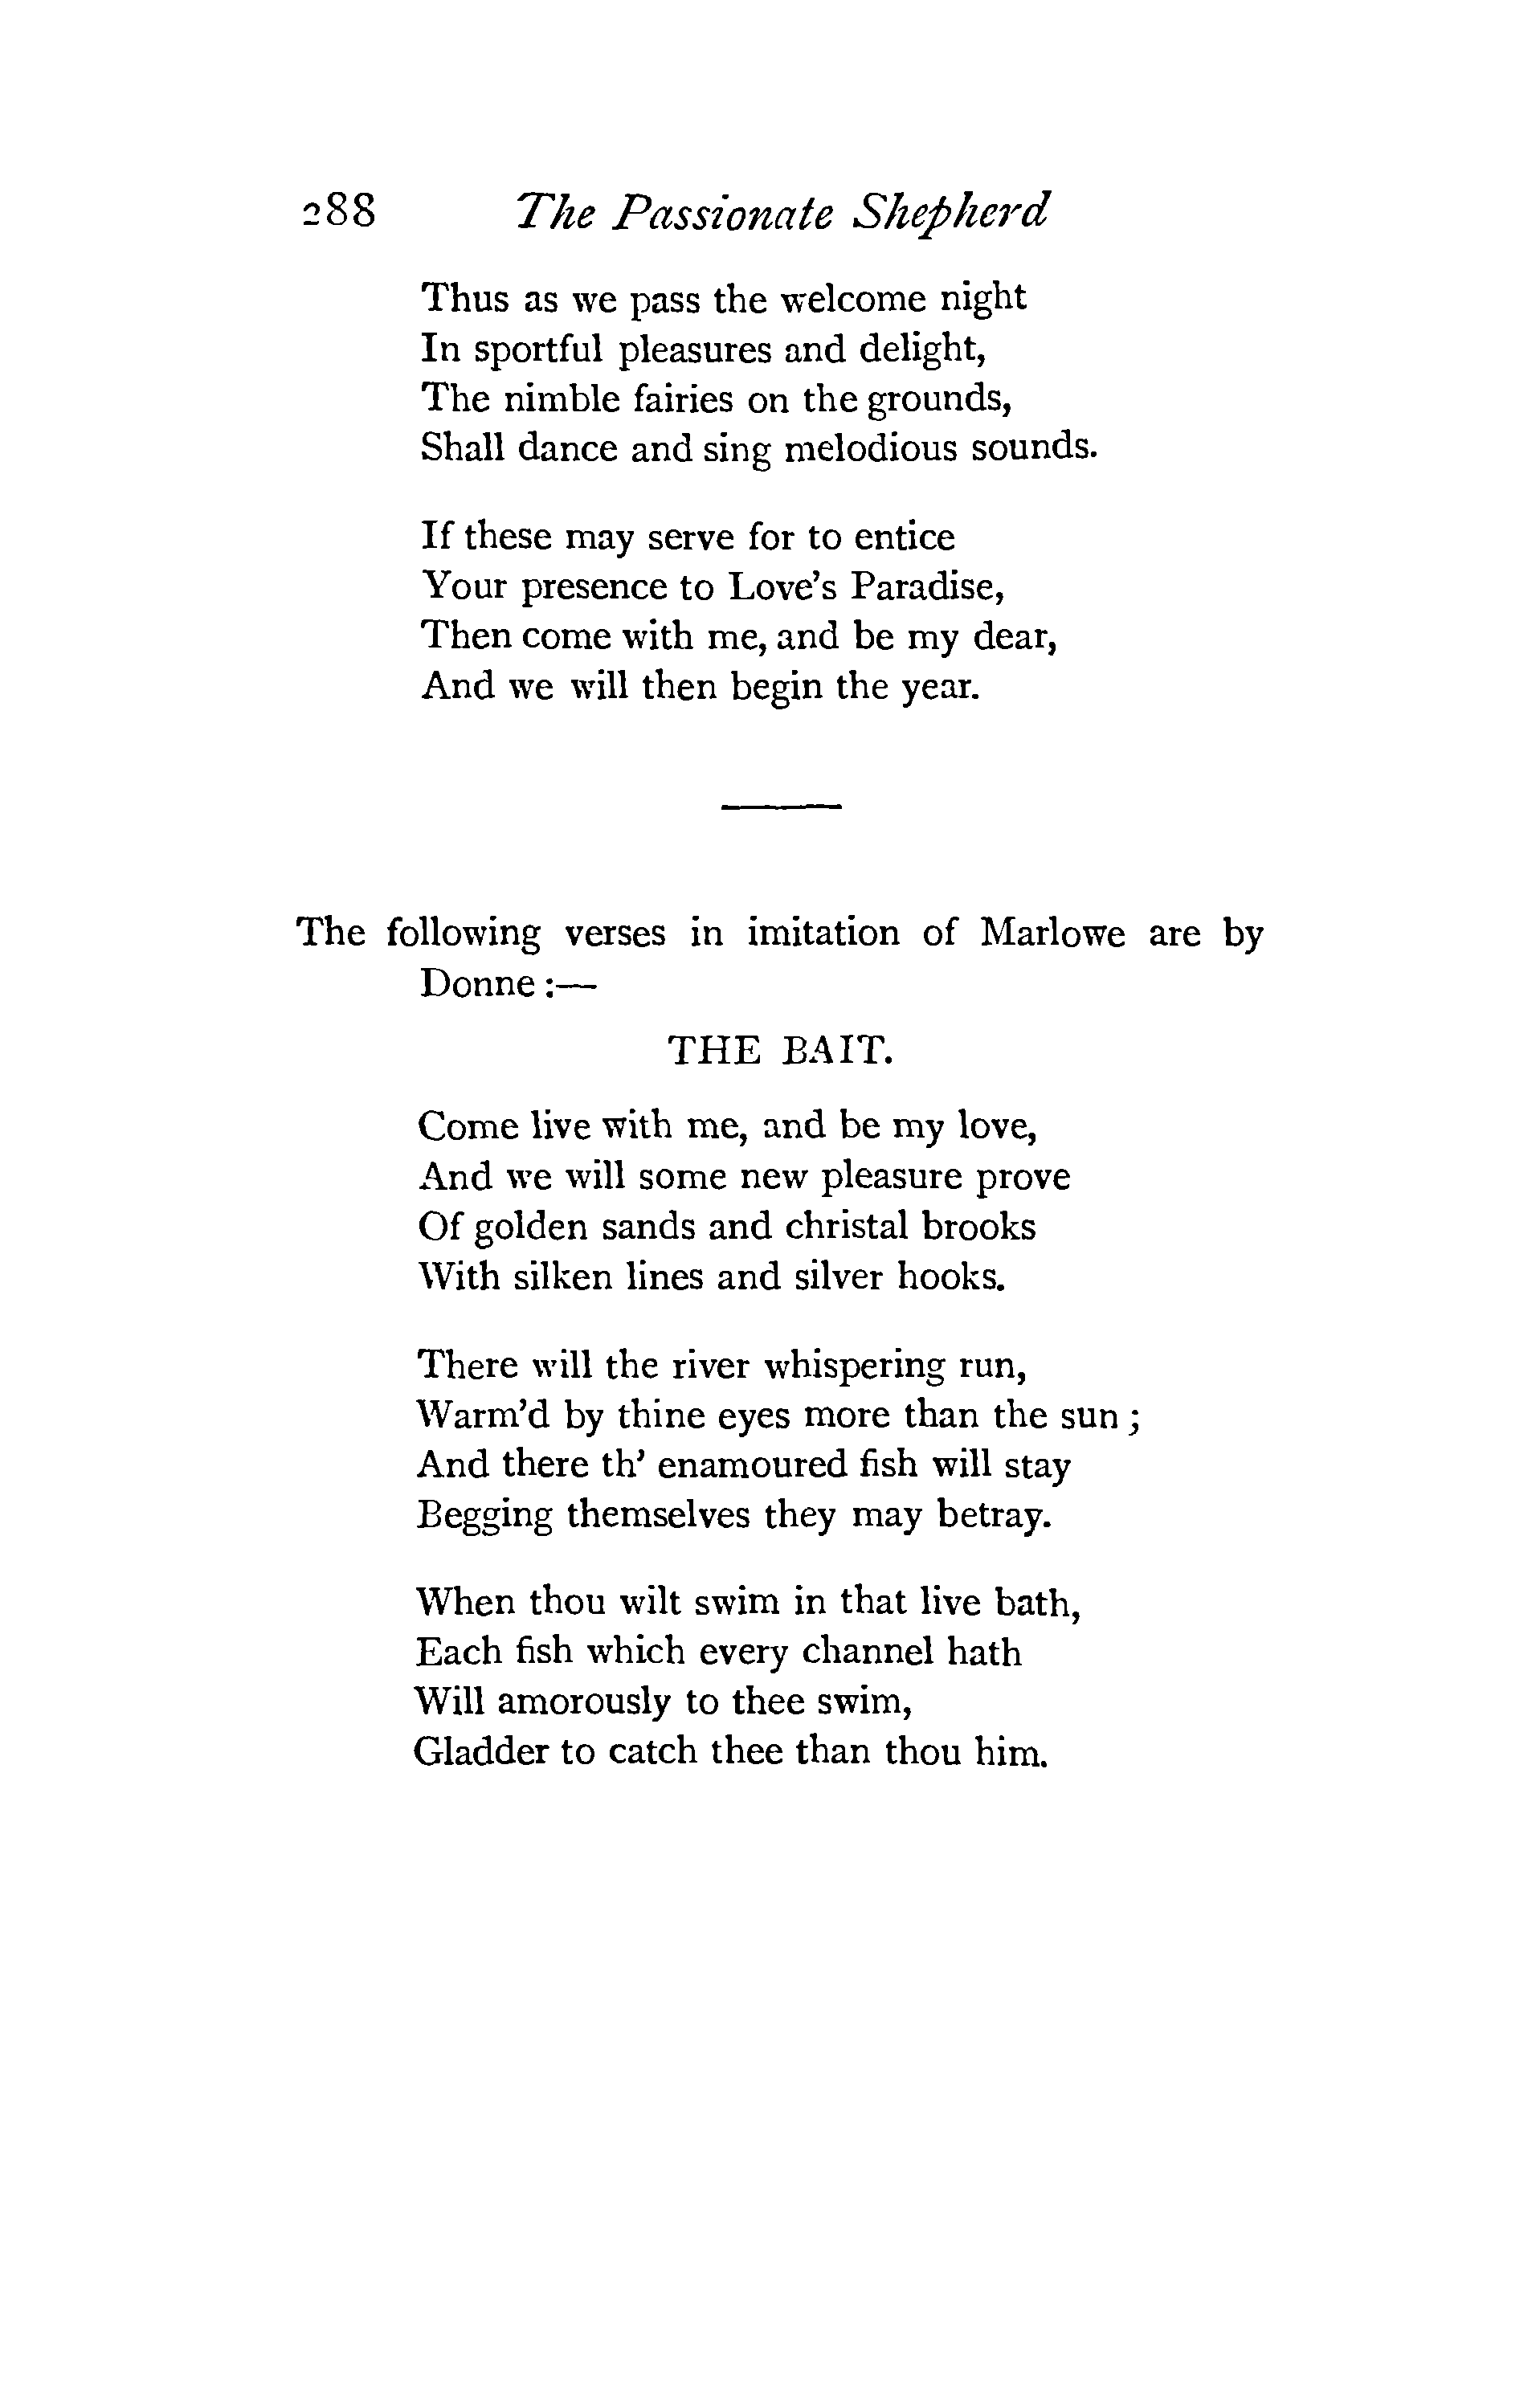 288 The Passionate Shepherd
Thus as we pass the welcome night
In sportful pleasures and delight,
The nimble fairies on the grounds,
Shall dance and sing melodious sounds.
If these may serve for to entice
Your presence to Love's Paradise,
Then come with me, and be my dear,
And we will then begin the year.
The following verses in imitation of Marlowe are by
Donne :—
THE BAIT.
Come live with me, and be my love,
And we will some new pleasure prove
Of golden sands and christal brooks
With silken lines and silver hooks.
There will the river whispering run,
Warm'd by thine eyes more than the sun ;
And there th' enamoured fish will stay
Begging themselves they may betray.
When thou wilt swim in that live bath,
Each fish which every channel hath
Will amorously to thee swim,
Gladder to catch thee than thou him.